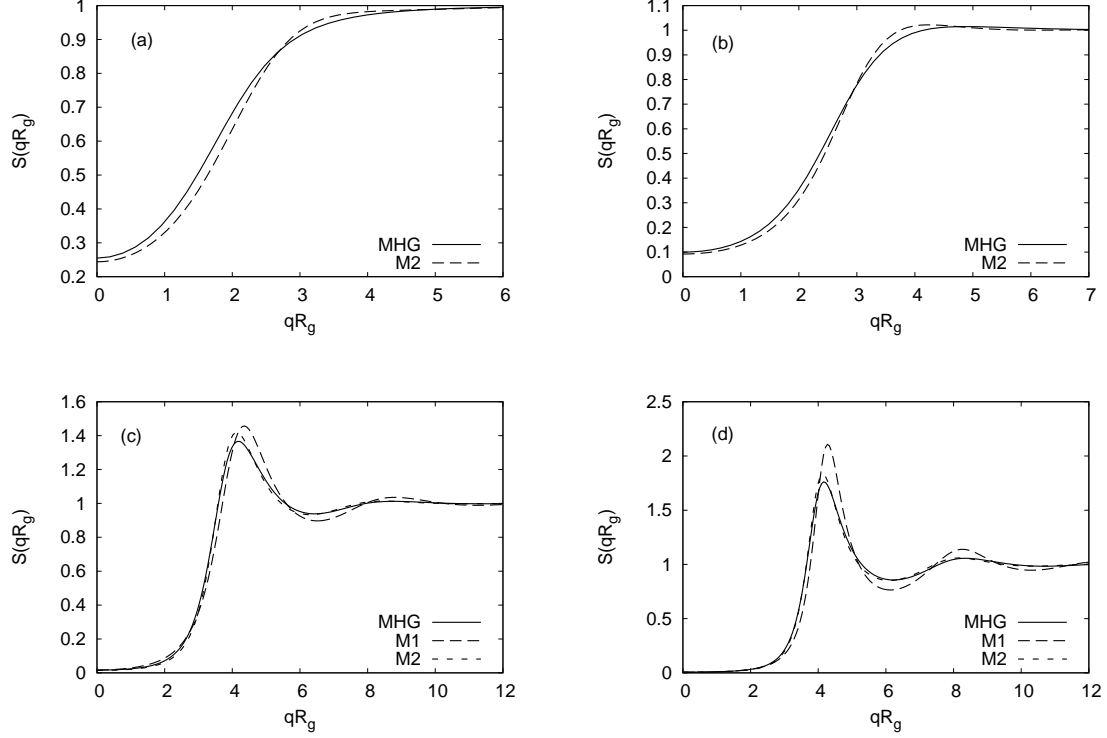 1
0.9
0.8
0.7
0.6
0.5
0.4
0.3
0.2
S(qR_g)
(a)
MHG
M2
0 1 2 3 4 5 6
qR_g
1.1
1
0.9
0.8
0.7
0.6
0.5
0.4
0.3
0.2
0.1
0
S(qR_g)
(b)
MHG
M2
0 1 2 3 4 5 6 7
qR_g
1.6
1.4
1.2
1
0.8
0.6
0.4
0.2
0
S(qR_g)
(c)
MHG
M1
M2
0 2 4 6 8 10 12
qR_g
2.5
2
1.5
1
0.5
0
S(qR_g)
(d)
MHG
M1
M2
0 2 4 6 8 10 12
qR_g